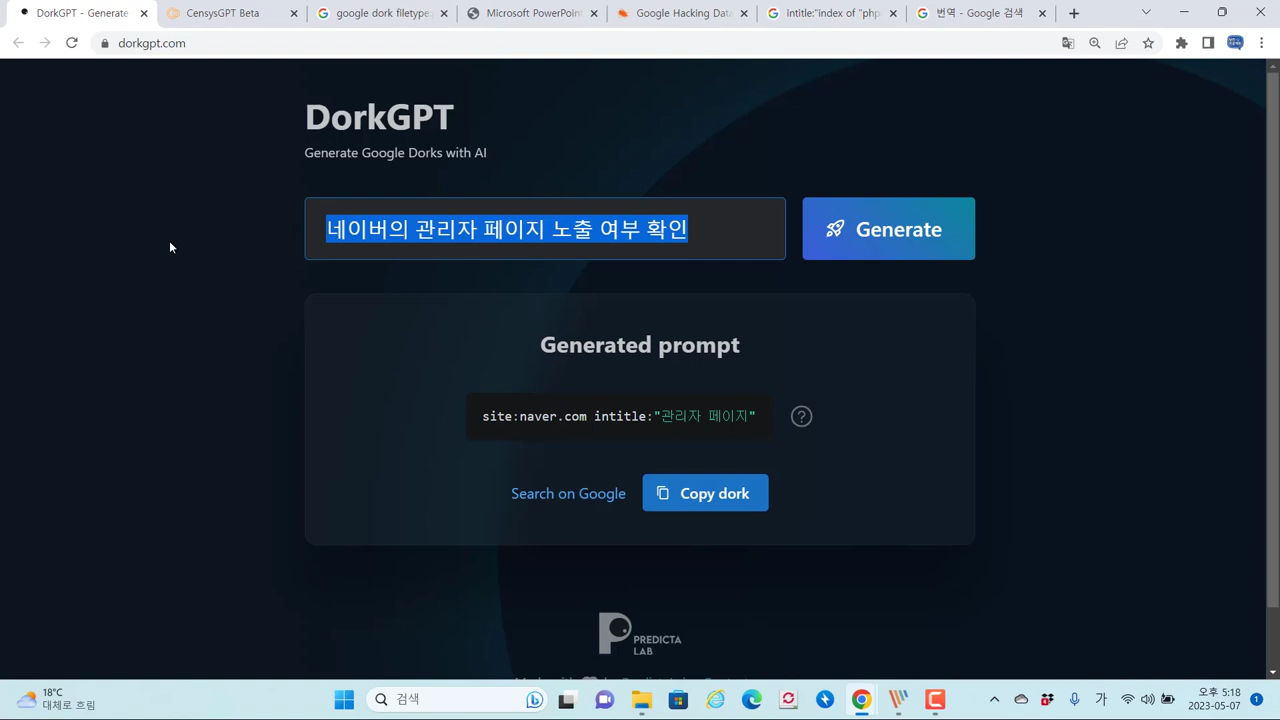 DorkGPT - Generate
CensysGPT Beta
google dork filetype
Microsoft PowerPoint
Google Hacking Data
Intitle:"index of "php
번역 - Google 검색
dorkgpt.com
DorkGPT
Generate Google Dorks with AI
네이버의 관리자 페이지 노출 여부 확인
Generate
Generated prompt
site:naver.com intitle:"관리자 페이지"
Search on Google
Copy dork
PREDICTA
LAB
18°C
대체로 흐림
검색
가
오후 5:18
2023-05-07
1